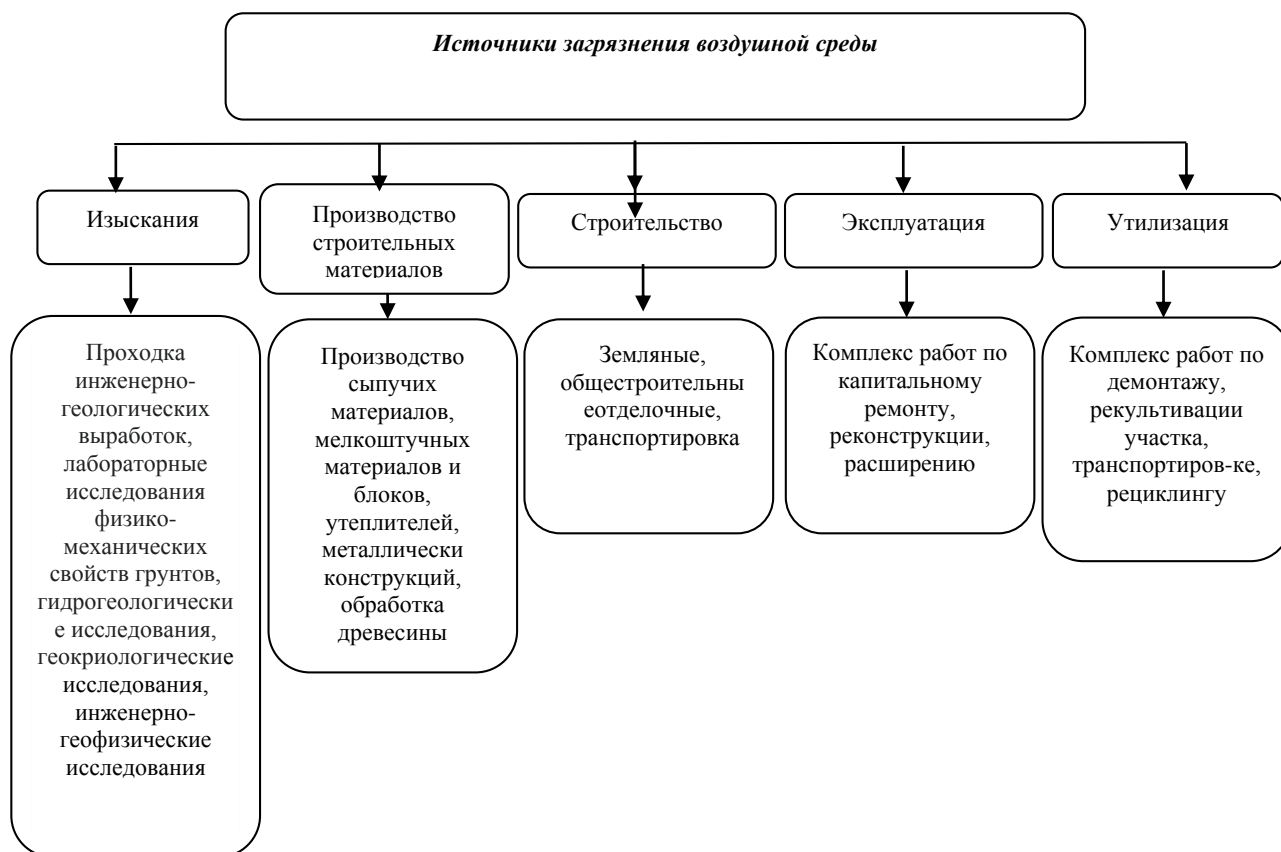 Источники загрязнения воздушной среды
Изыскания
Производство
строительных
материалов
Строительство
Эксплуатация
Утилизация
Проходка
инженерно-
геологических
выработок,
лабораторные
исследования
физико-
механических
свойств грунтов,
гидрогеологически
е исследования,
геокриологические
исследования,
инженерно-
геофизические
исследования
Производство
сыпучих
материалов,
мелкоштучных
материалов и
блоков,
утеплителей,
металлически
конструкций,
обработка
древесины
Земляные,
общестроительны
еотделочные,
транспортировка
Комплекс работ по
капитальному
ремонту,
реконструкции,
расширению
Комплекс работ по
демонтажу,
рекультивации
участка,
транспортиров-ке,
рециклингу